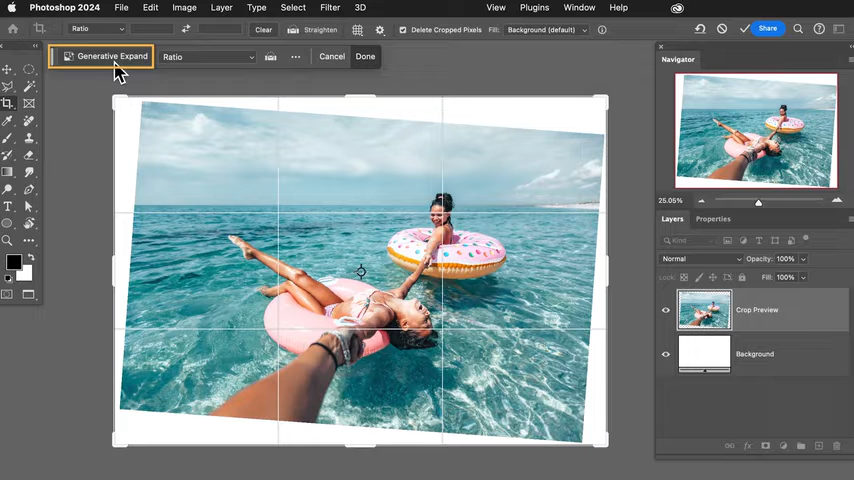 Photoshop 2024 File Edit Image Layer Type Select Filter 3D View Plugins Window Help
Ratio Clear Straighten Delete Cropped Pixels Fill: Background (default) Share
Generative Expand Ratio Cancel Done
Navigator
25.05%
Layers Properties
Kind
Normal Opacity: 100%
Lock: Fill: 100%
Crop Preview
Background
fx